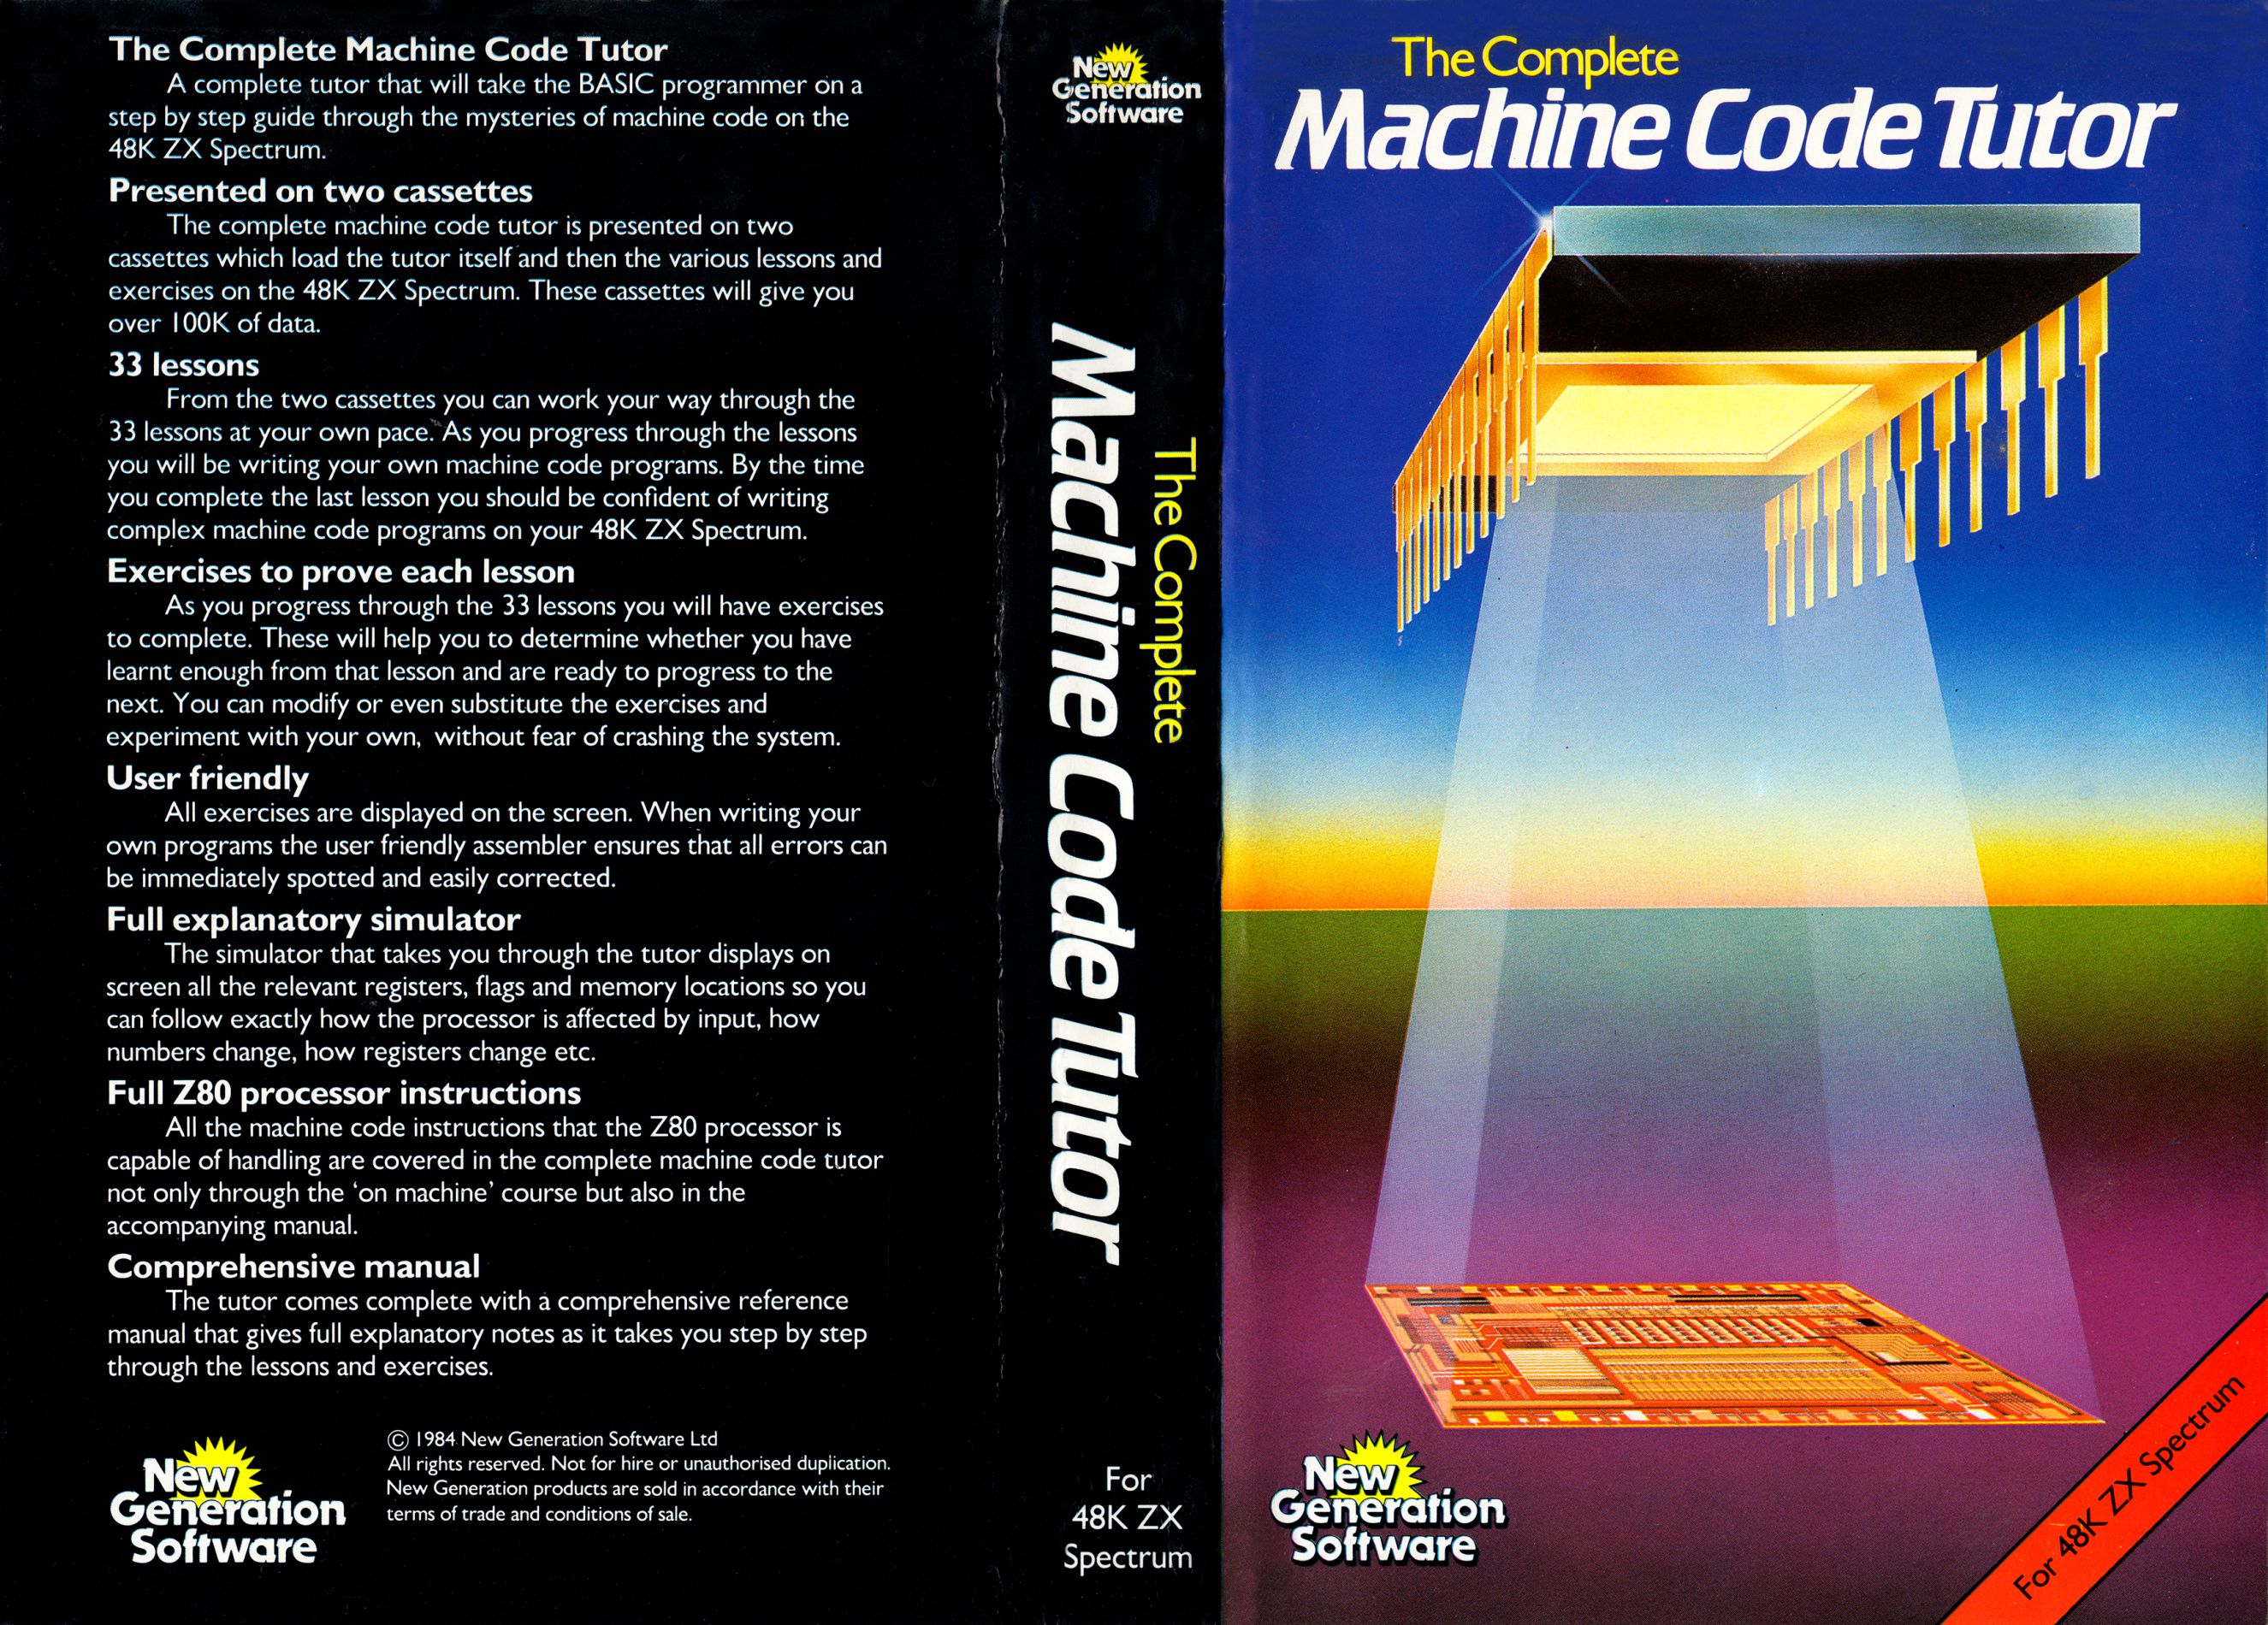 The Complete Machine Code Tutor
A complete tutor that will take the BASIC programmer on a
step by step guide through the mysteries of machine code on the
48K ZX Spectrum.
Presented on two cassettes
The complete machine code tutor is presented on two
cassettes which load the tutor itself and then the various lessons and
exercises on the 48K ZX Spectrum. These cassettes will give you
over 100K of data.
33 lessons
From the two cassettes you can work your way through the
33 lessons at your own pace. As you progress through the lessons
you will be writing your own machine code programs. By the time
you complete the last lesson you should be confident of writing
complex machine code programs on your 48K ZX Spectrum.
Exercises to prove each lesson
As you progress through the 33 lessons you will have exercises
to complete. These will help you to determine whether you have
learnt enough from that lesson and are ready to progress to the
next. You can modify or even substitute the exercises and
experiment with your own, without fear of crashing the system.
User friendly
All exercises are displayed on the screen. When writing your
own programs the user friendly assembler ensures that all errors can
be immediately spotted and easily corrected.
Full explanatory simulator
The simulator that takes you through the tutor displays on
screen all the relevant registers, flags and memory locations so you
can follow exactly how the processor is affected by input, how
numbers change, how registers change etc.
Full Z80 processor instructions
All the machine code instructions that the Z80 processor is
capable of handling are covered in the complete machine code tutor
not only through the ‘on machine’ course but also in the
accompanying manual.
Comprehensive manual
The tutor comes complete with a comprehensive reference
manual that gives full explanatory notes as it takes you step by step
through the lessons and exercises.
New
Generation
Software
© 1984 New Generation Software Ltd
All rights reserved. Not for hire or unauthorised duplication.
New Generation products are sold in accordance with their
terms of trade and conditions of sale.
New
Generation
Software
The Complete
Machine Code Tutor
For
48K ZX
Spectrum
The Complete
Machine Code Tutor
New
Generation
Software
For 48K ZX Spectrum